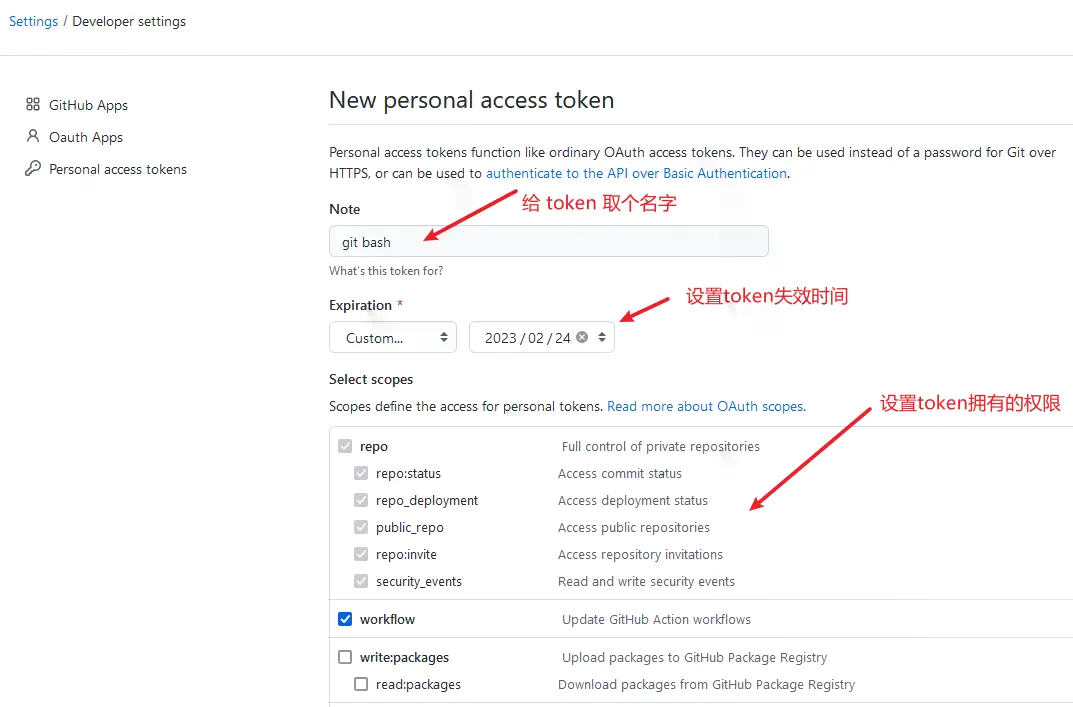 Settings / Developer settings
GitHub Apps
Oauth Apps
Personal access tokens
New personal access token
Personal access tokens function like ordinary OAuth access tokens. They can be used instead of a password for Git over
HTTPS, or can be used to authenticate to the API over Basic Authentication.
给 token 取个名字
Note
git bash
What's this token for?
设置token失效时间
Expiration *
Custom...
2023 / 02 / 24
Select scopes
Scopes define the access for personal tokens. Read more about OAuth scopes.
设置token拥有的权限
repo Full control of private repositories
repo:status Access commit status
repo_deployment Access deployment status
public_repo Access public repositories
repo:invite Access repository invitations
security_events Read and write security events
workflow Update GitHub Action workflows
write:packages Upload packages to GitHub Package Registry
read:packages Download packages from GitHub Package Registry